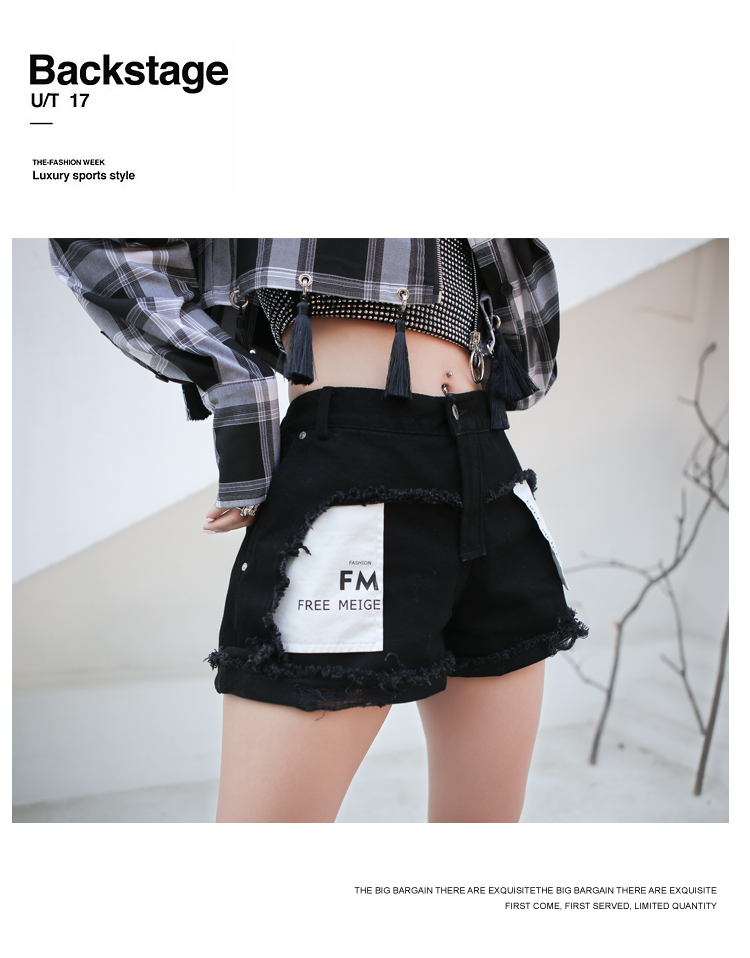 Backstage
U/T 17
THE-FASHION WEEK
Luxury sports style
FASHION
FM
FREE MEIGE
THE BIG BARGAIN THERE ARE EXQUISITETHE BIG BARGAIN THERE ARE EXQUISITE
FIRST COME, FIRST SERVED, LIMITED QUANTITY